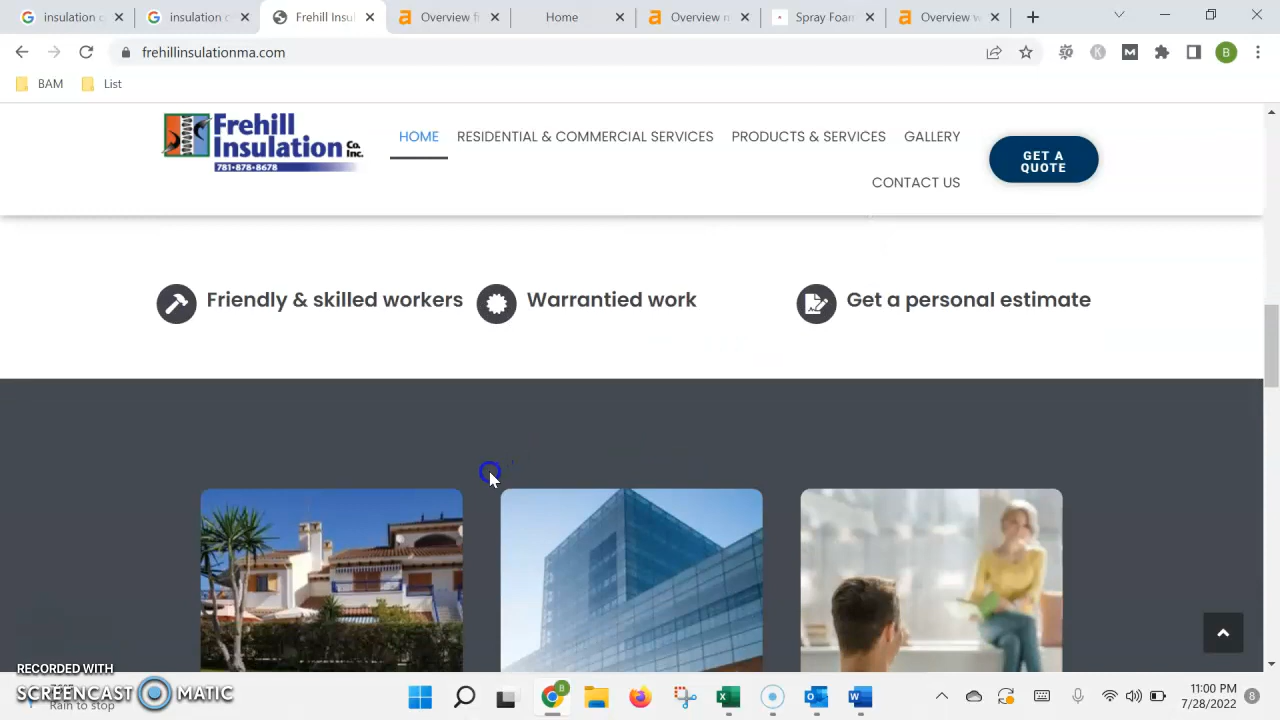 insulation c
insulation c
Frehill Insul
Overview f
Home
Overview m
Spray Foam
Overview w
frehillinsulationma.com
B
BAM
List
Frehill
Insulation Co. Inc.
781•878•8678
HOME
RESIDENTIAL & COMMERCIAL SERVICES
PRODUCTS & SERVICES
GALLERY
CONTACT US
GET A
QUOTE
Friendly & skilled workers
Warrantied work
Get a personal estimate
RECORDED WITH
SCREENCAST MATIC
Rain to stop
11:00 PM
7/28/2022
8